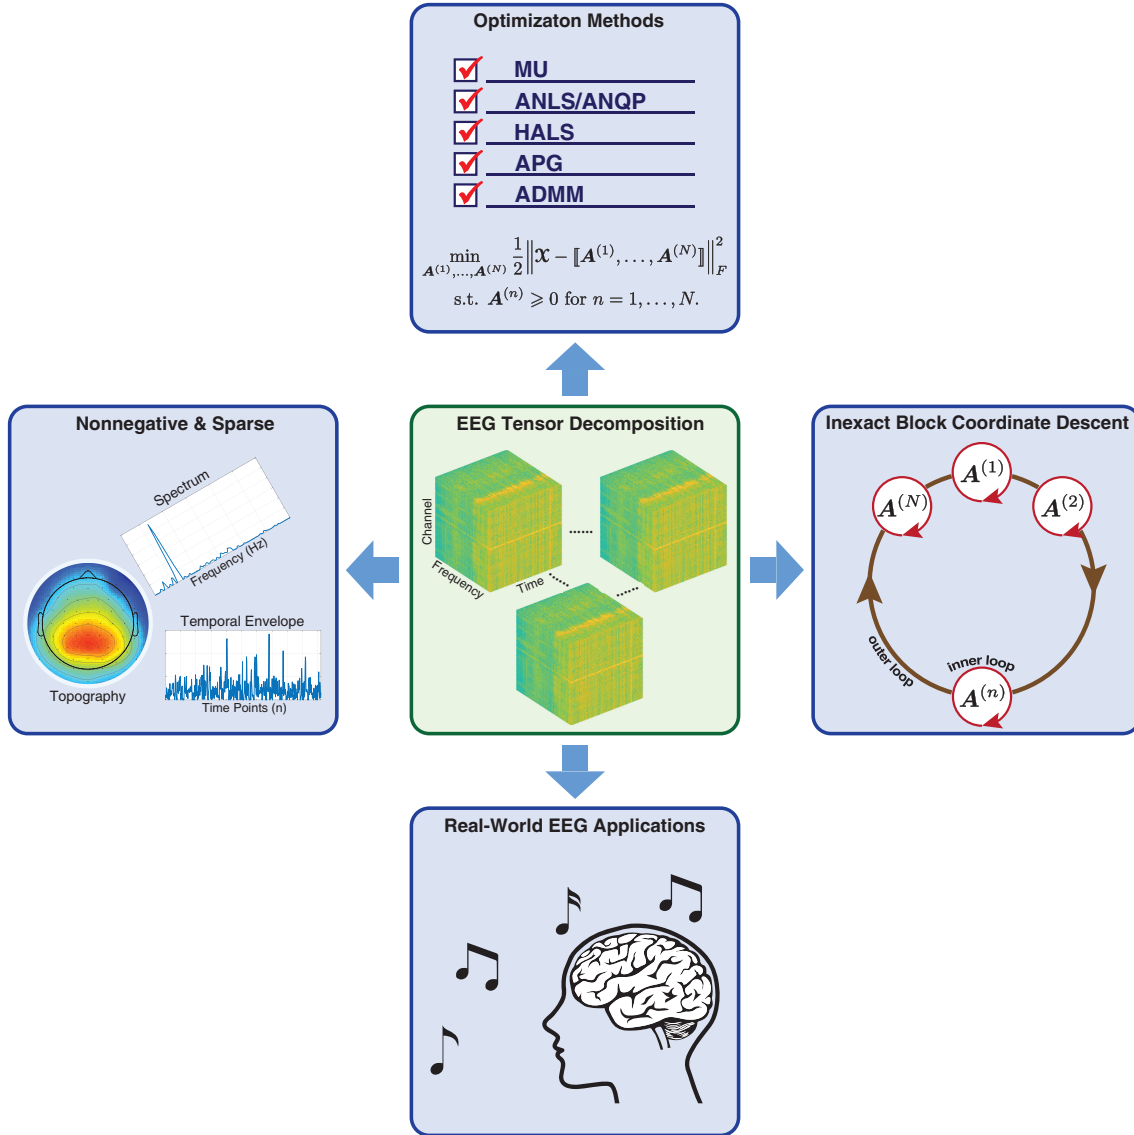 Optimizaton Methods
MU
ANLS/ANQP
HALS
APG
ADMM
min 1/2 ‖𝒳 − ⟦A^(1), . . . , A^(N)⟧‖_F^2
A^(1),...,A^(N)
s.t. A^(n) ⩾ 0 for n = 1, . . . , N.
Nonnegative & Sparse
Spectrum
Frequency (Hz)
Topography
Temporal Envelope
Time Points (n)
EEG Tensor Decomposition
Channel
Frequency
Time
Inexact Block Coordinate Descent
A^(1)
A^(2)
A^(N)
outer loop
inner loop
A^(n)
Real-World EEG Applications